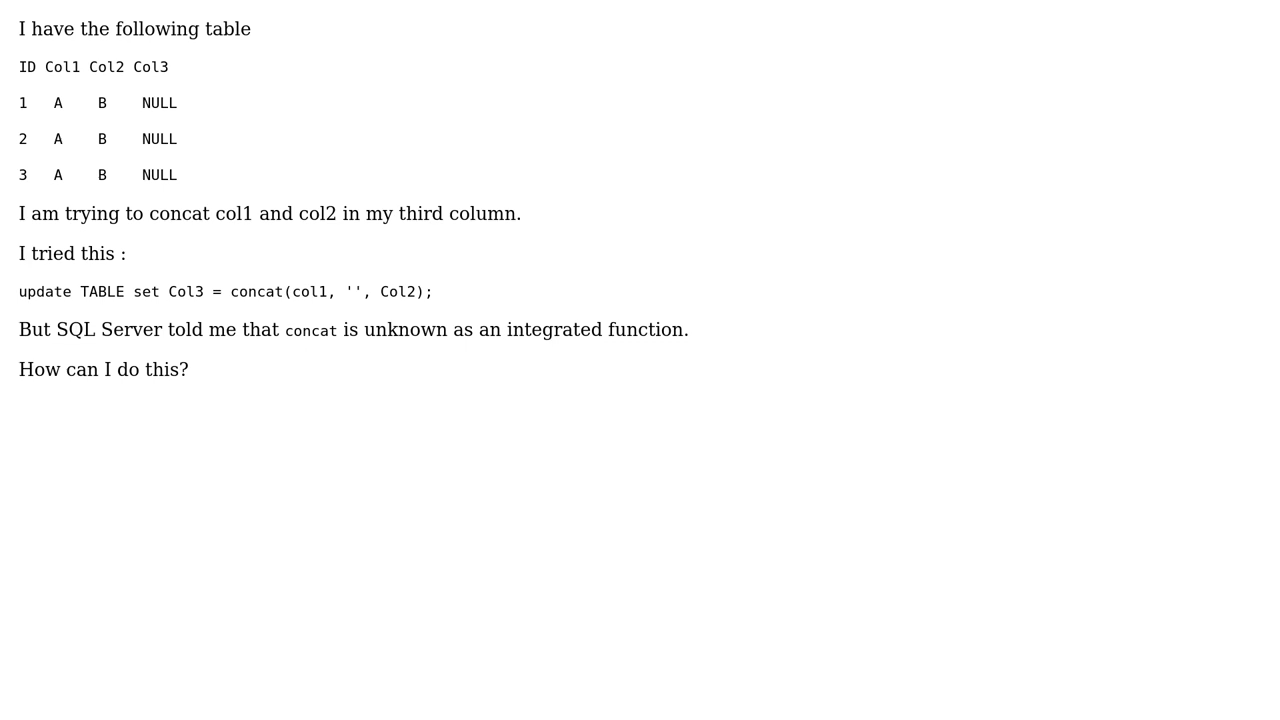 I have the following table
ID Col1 Col2 Col3
1   A    B    NULL
2   A    B    NULL
3   A    B    NULL
I am trying to concat col1 and col2 in my third column.
I tried this :
update TABLE set Col3 = concat(col1, '', Col2);
But SQL Server told me that concat is unknown as an integrated function.
How can I do this?